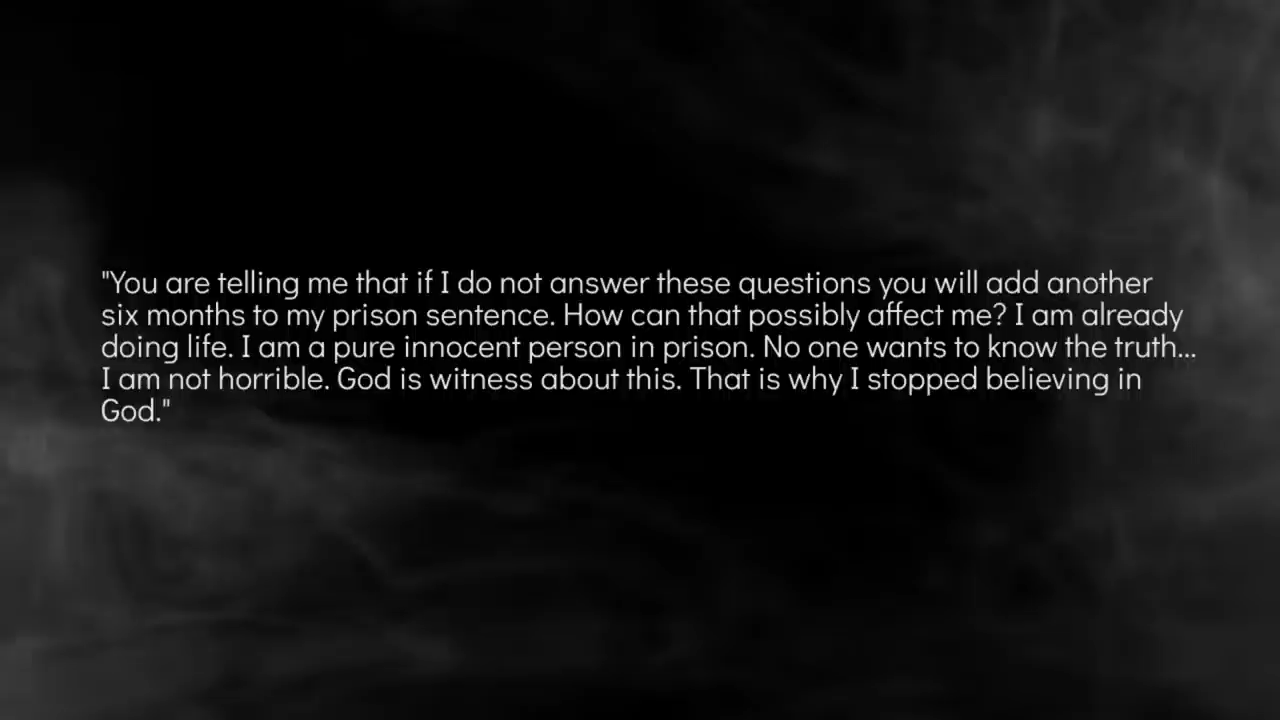 "You are telling me that if I do not answer these questions you will add another
six months to my prison sentence. How can that possibly affect me? I am already
doing life. I am a pure innocent person in prison. No one wants to know the truth...
I am not horrible. God is witness about this. That is why I stopped believing in
God."